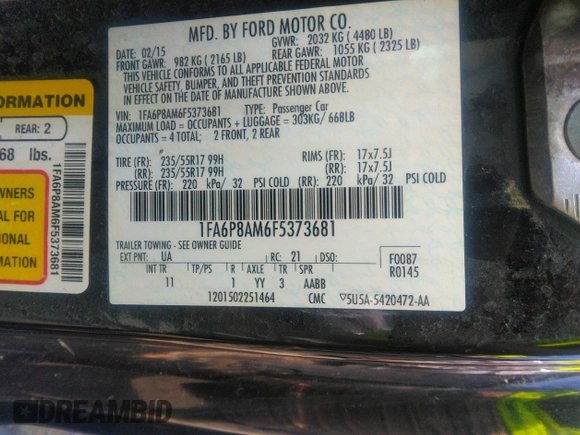 MFD. BY FORD MOTOR CO.
DATE: 02/15 GVWR: 2032 KG ( 4480 LB)
FRONT GAWR: 982 KG ( 2165 LB) REAR GAWR: 1055 KG ( 2325 LB)
THIS VEHICLE CONFORMS TO ALL APPLICABLE FEDERAL MOTOR
VEHICLE SAFETY, BUMPER, AND THEFT PREVENTION STANDARDS
IN EFFECT ON THE DATE OF MANUFACTURE SHOWN ABOVE.
VIN: 1FA6P8AM6F5373681 TYPE: Passenger Car
MAXIMUM LOAD = OCCUPANTS + LUGGAGE = 303KG/ 668LB
OCCUPANTS = 4 TOTAL; 2 FRONT, 2 REAR
TIRE (FR): 235/55R17 99H RIMS (FR): 17x7.5J
(RR): 235/55R17 99H (RR): 17x7.5J
PRESSURE (FR): 220 kPa/ 32 PSI COLD (RR): 220 kPa/ 32 PSI COLD
1FA6P8AM6F5373681
TRAILER TOWING - SEE OWNER GUIDE
EXT PNT: UA RC: 21 DSO: F0087
INT TR TP/PS R AXLE TR SPR R0145
11 1 YY 3 AABB
1201502251464 CMC 5U5A-5420472-AA
FORMATION
REAR: 2
68 lbs.
OWNERS
AL FOR
IONAL
RMATION
1FA6P8AM6F5373681
DREAMBID